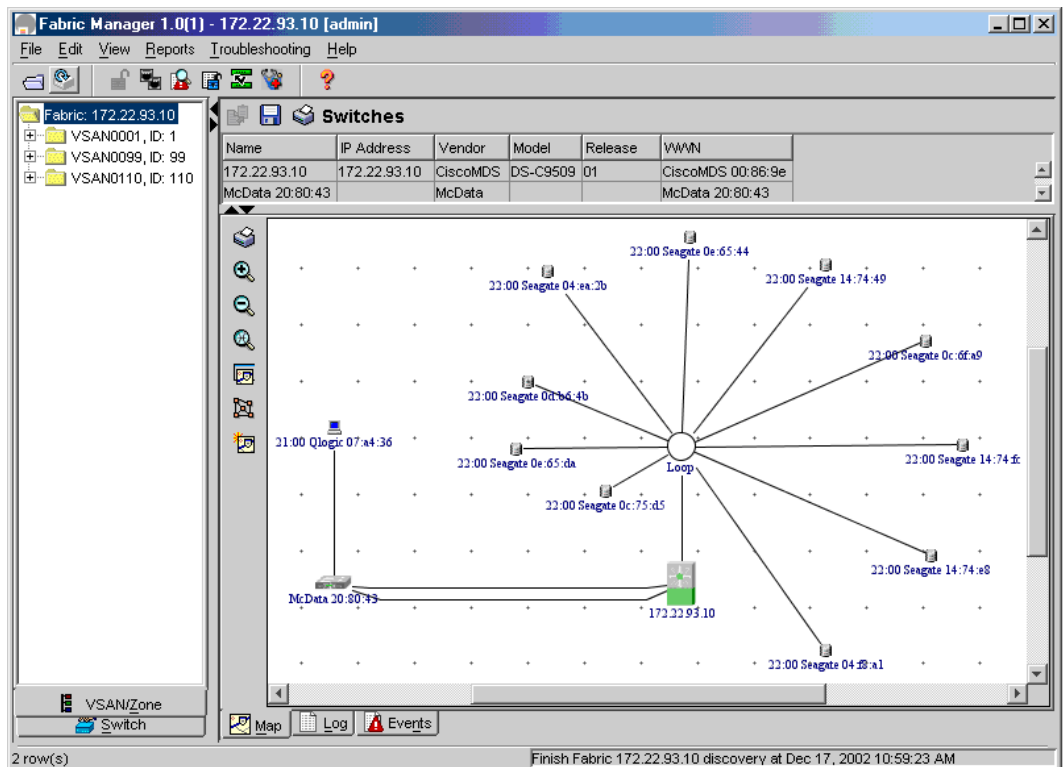 Fabric Manager 1.0(1) - 172.22.93.10 [admin]
File Edit View Reports Troubleshooting Help
Fabric: 172.22.93.10
VSAN0001, ID: 1
VSAN0099, ID: 99
VSAN0110, ID: 110
Switches
Name IP Address Vendor Model Release WWN
172.22.93.10 172.22.93.10 CiscoMDS DS-C9509 01 CiscoMDS 00:86:9e
McData 20:80:43 McData McData 20:80:43
22:00 Seagate 0e:65:44
22:00 Seagate 04:ea:2b
22:00 Seagate 14:74:49
22:00 Seagate 0c:6f:a9
22:00 Seagate 0d:b6:4b
21:00 Qlogic 07:a4:36
22:00 Seagate 0e:65:da
Loop
22:00 Seagate 14:74:fc
22:00 Seagate 0c:75:d5
22:00 Seagate 14:74:e8
McData 20:80:43
172.22.93.10
22:00 Seagate 04:f8:a1
VSAN/Zone
Switch
Map Log Events
2 row(s)
Finish Fabric 172.22.93.10 discovery at Dec 17, 2002 10:59:23 AM